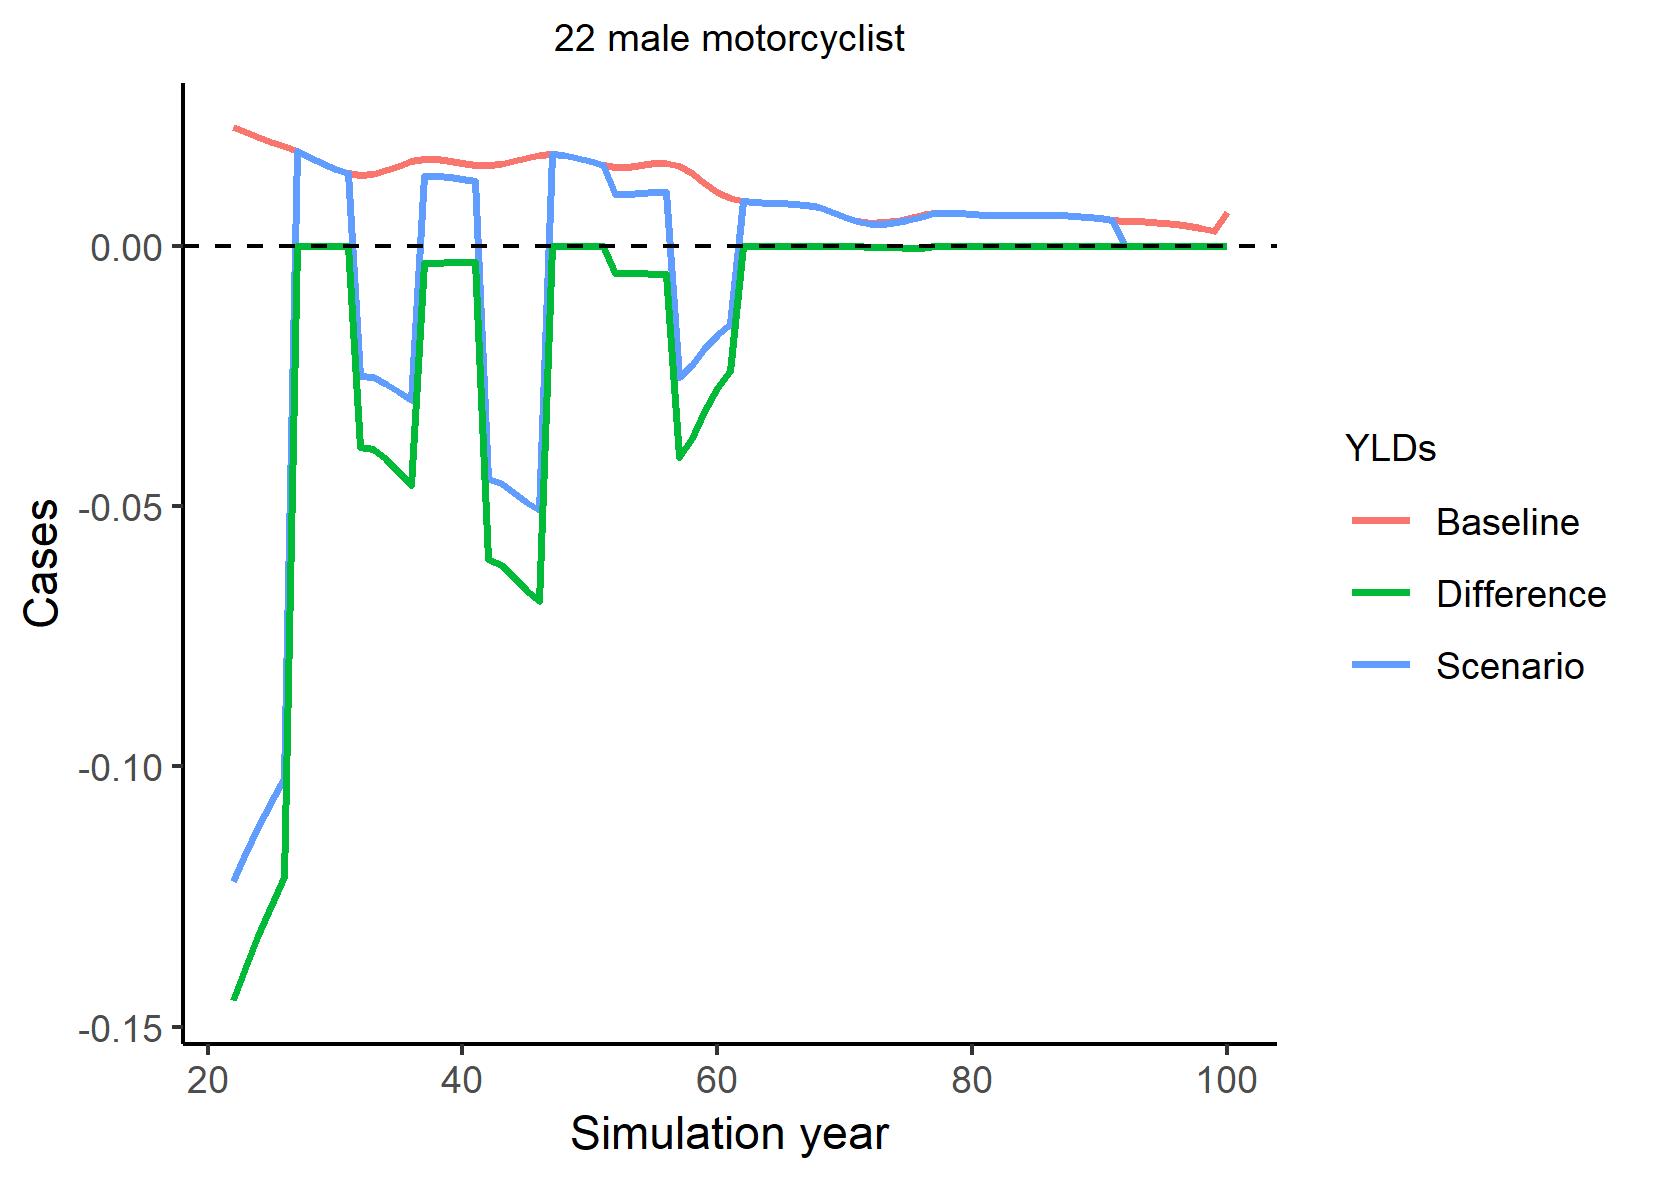 22 male motorcyclist
0.00
-0.05
-0.10
-0.15
Cases
20 40 60 80 100
Simulation year
YLDs
Baseline
Difference
Scenario